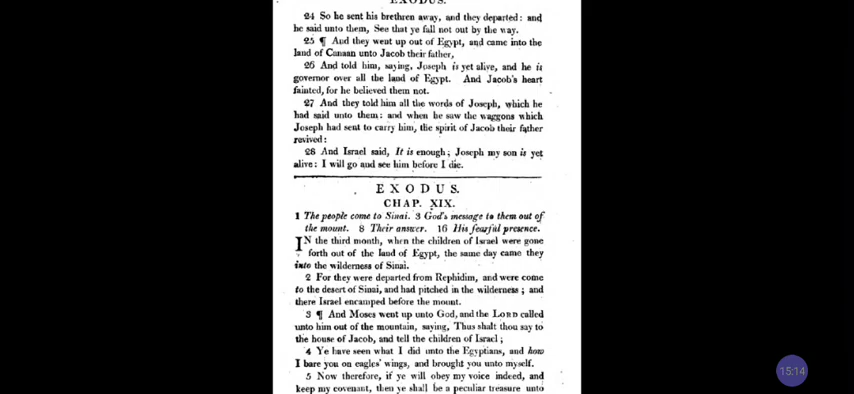 EXODUS.
24 So he sent his brethren away, and they departed: and
he said unto them, See that ye fall not out by the way.
25 ¶ And they went up out of Egypt, and came into the
land of Canaan unto Jacob their father,
26 And told him, saying, Joseph is yet alive, and he is
governor over all the land of Egypt. And Jacob's heart
fainted, for he believed them not.
27 And they told him all the words of Joseph, which he
had said unto them: and when he saw the waggons which
Joseph had sent to carry him, the spirit of Jacob their father
revived:
28 And Israel said, It is enough; Joseph my son is yet
alive: I will go and see him before I die.
EXODUS.
CHAP. XIX.
1 The people come to Sinai. 3 God's message to them out of
the mount. 8 Their answer. 16 His fearful presence.
IN the third month, when the children of Israel were gone
forth out of the land of Egypt, the same day came they
into the wilderness of Sinai.
2 For they were departed from Rephidim, and were come
to the desert of Sinai, and had pitched in the wilderness; and
there Israel encamped before the mount.
3 ¶ And Moses went up unto God, and the LORD called
unto him out of the mountain, saying, Thus shalt thou say to
the house of Jacob, and tell the children of Israel;
4 Ye have seen what I did unto the Egyptians, and how
I bare you on eagles' wings, and brought you unto myself.
5 Now therefore, if ye will obey my voice indeed, and
keep my covenant, then ye shall be a peculiar treasure unto
15:14